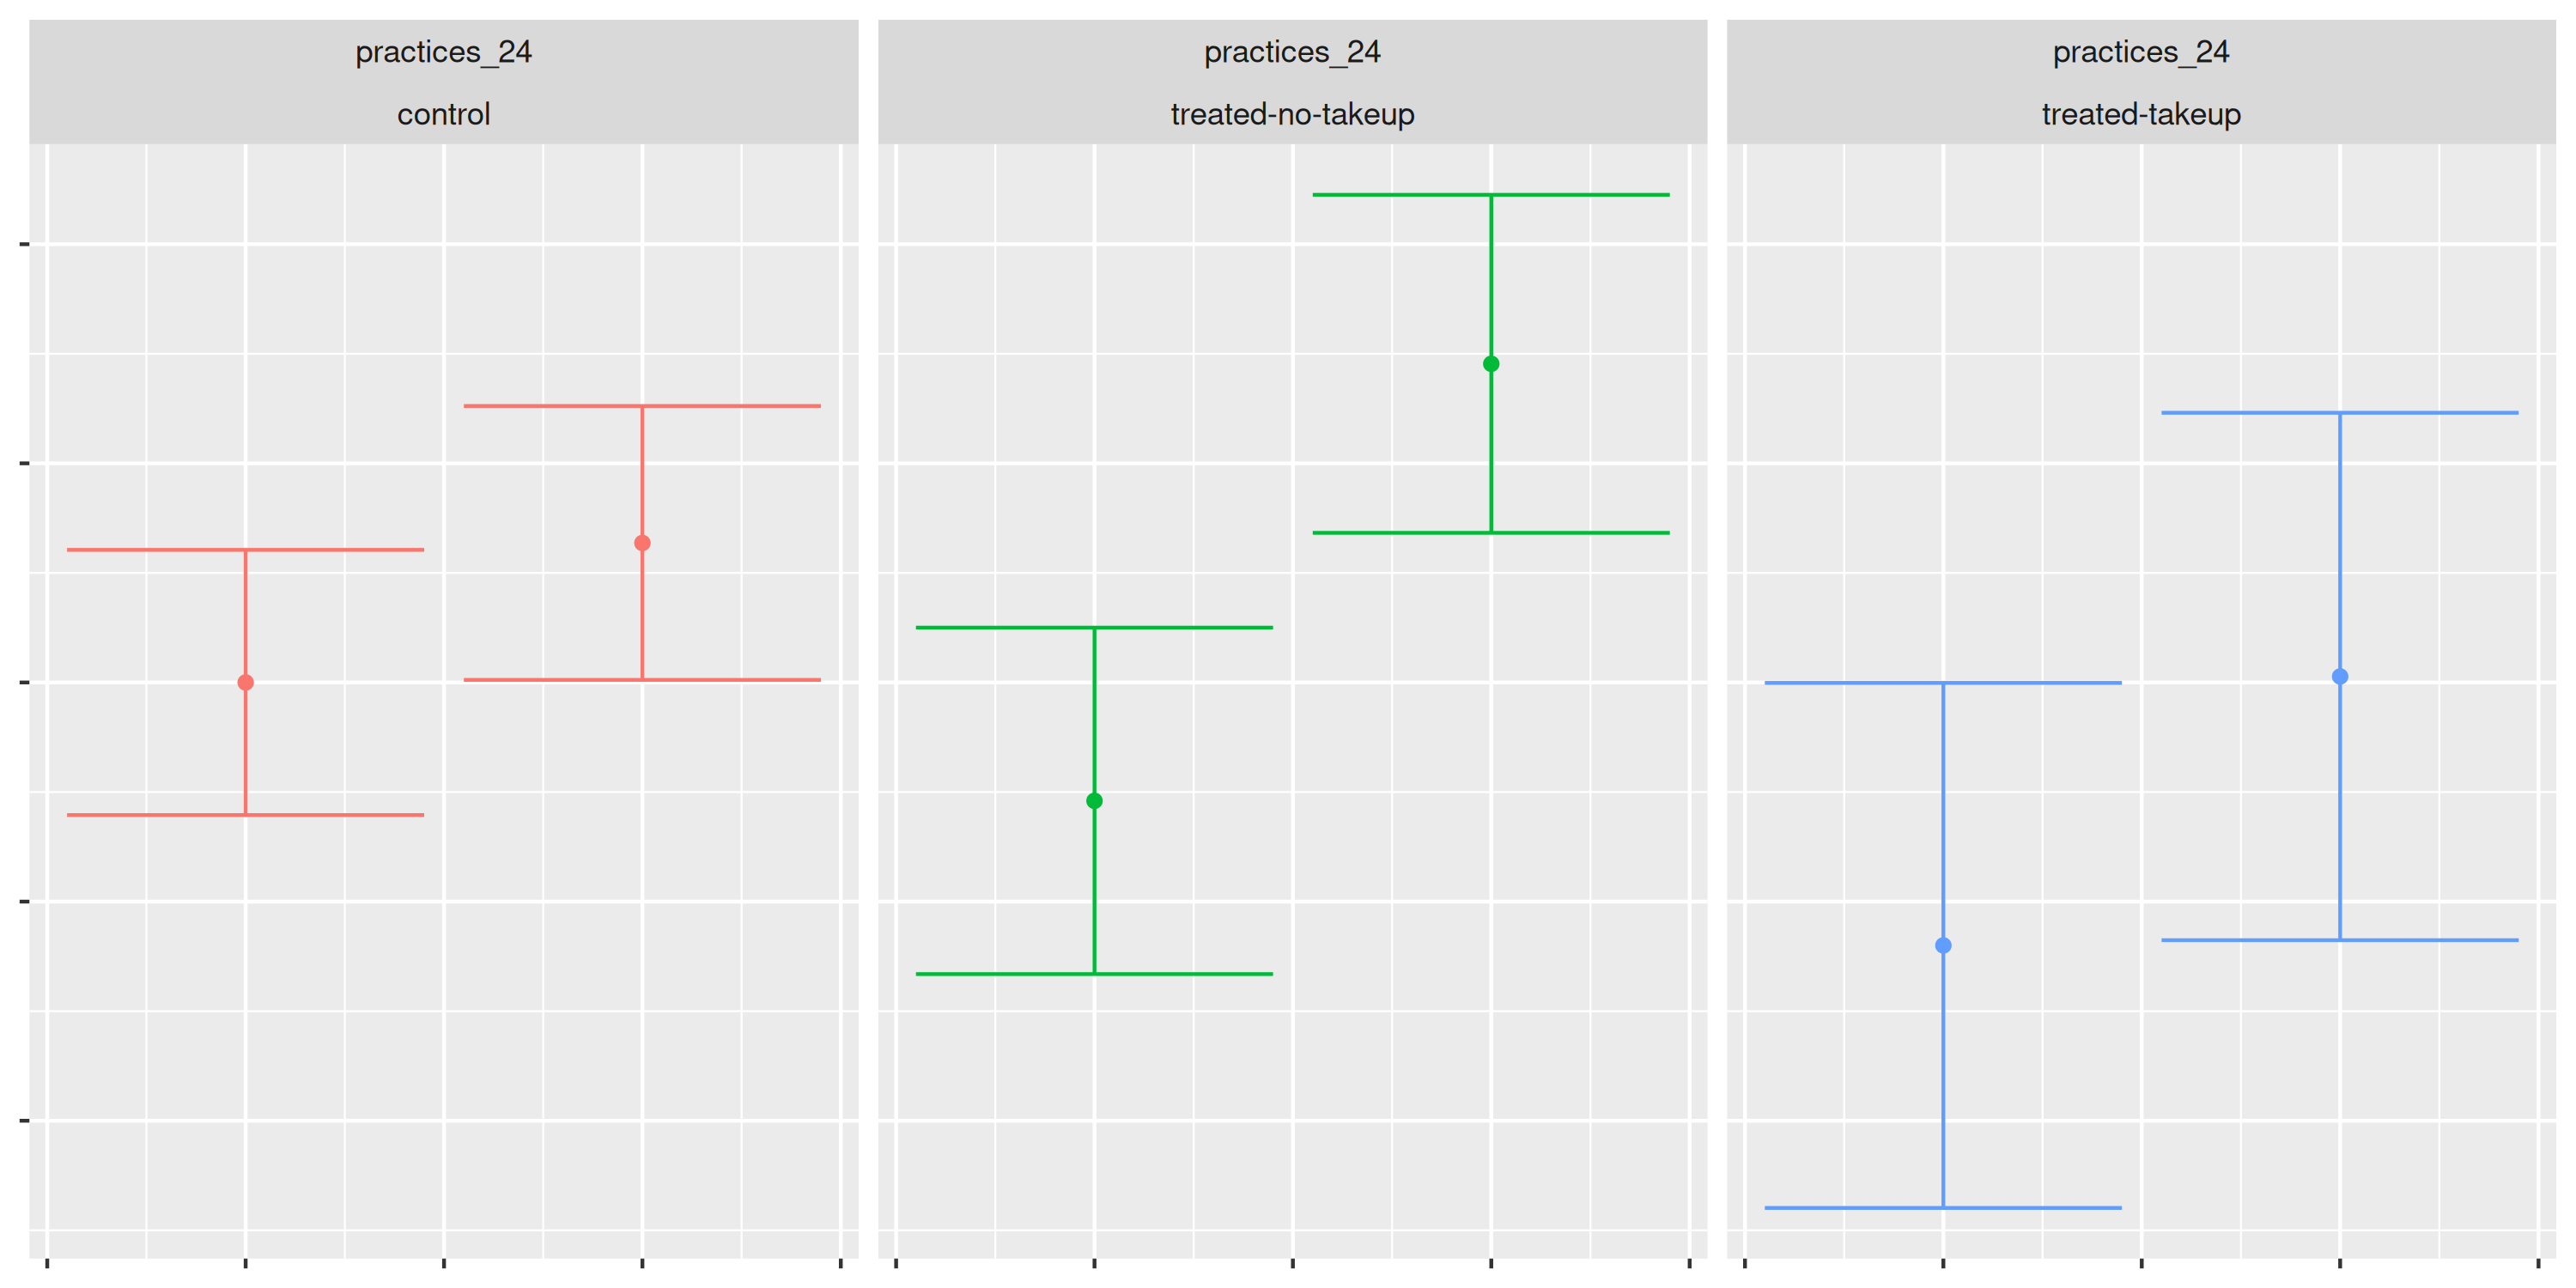 practices_24
control
practices_24
treated-no-takeup
practices_24
treated-takeup